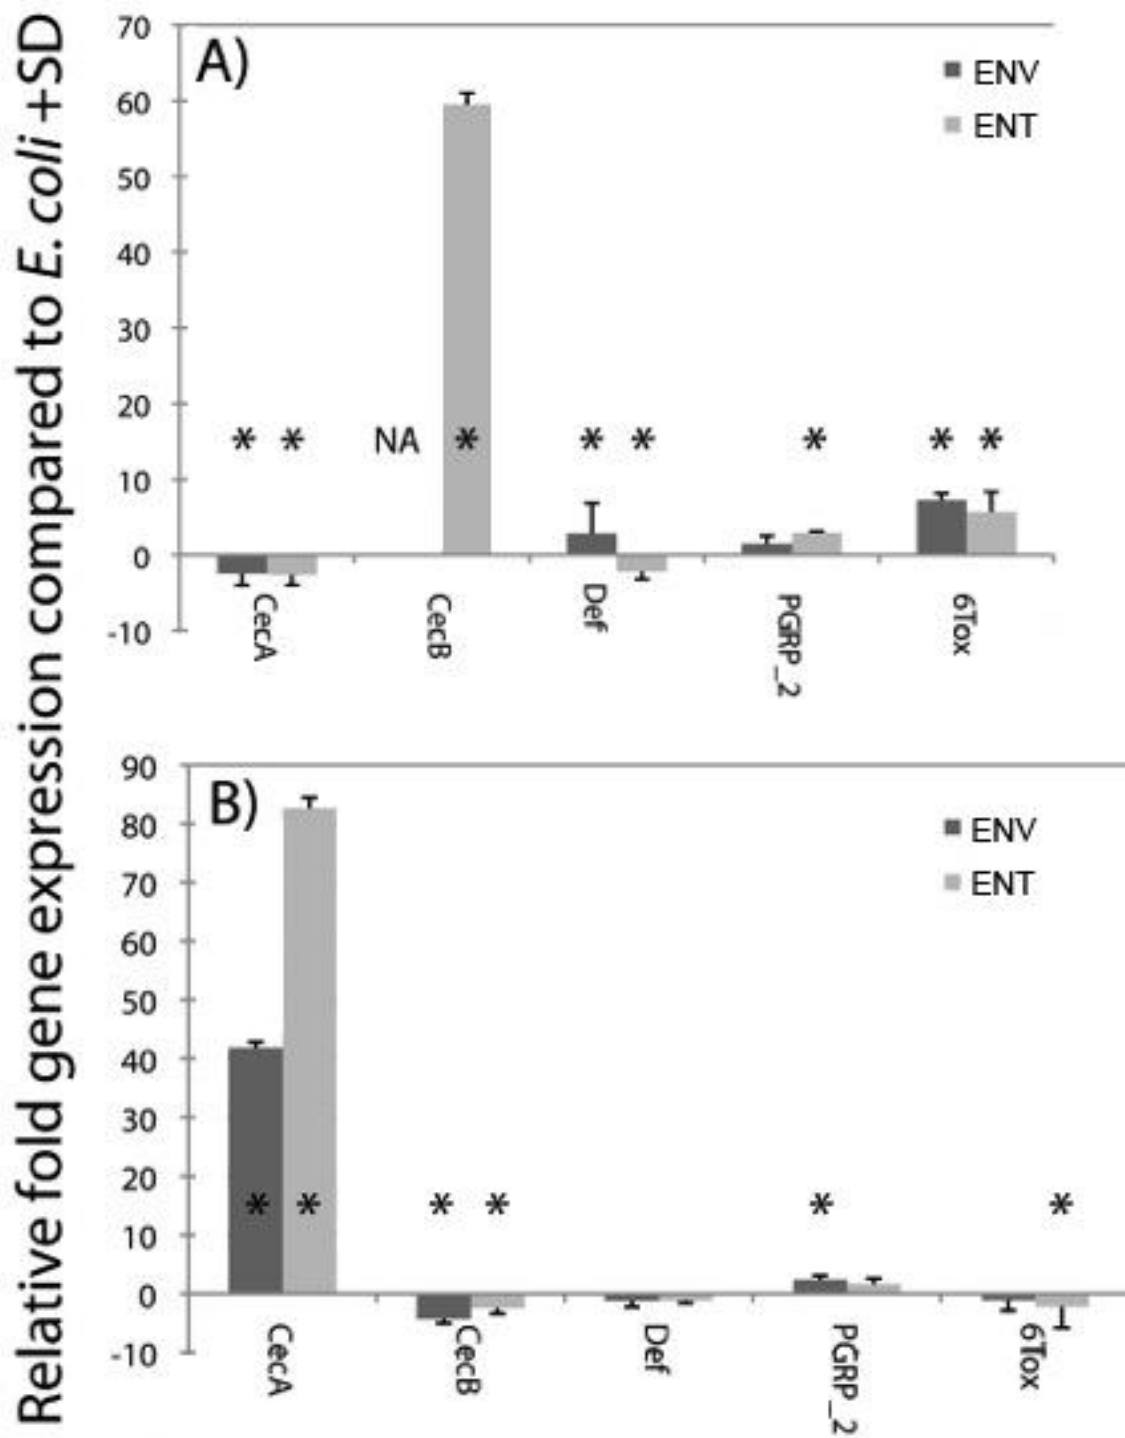 Relative fold gene expression compared to E. coli +SD
A)
ENV
ENT
70
60
50
40
30
20
10
0
-10
* * NA * * * * * *
CecA CecB Def PGRP_2 6Tox
B)
ENV
ENT
90
80
70
60
50
40
30
20
10
0
-10
* * * * * *
CecA CecB Def PGRP_2 6Tox